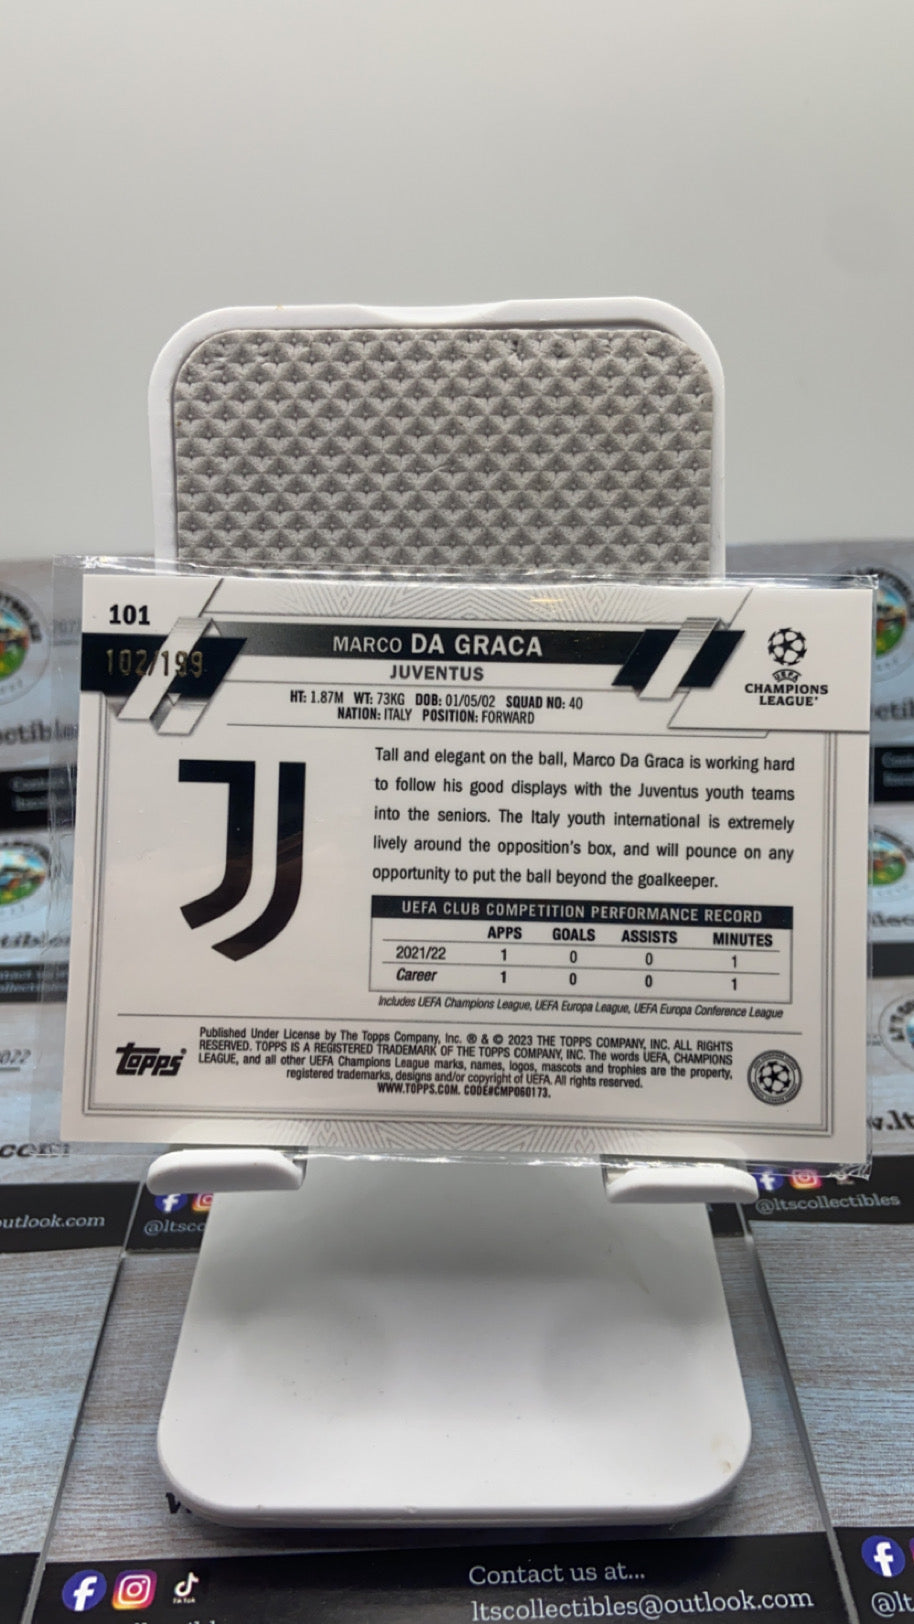 101
102/199
MARCO DA GRACA
JUVENTUS
HT: 1.87M WT: 73KG DOB: 01/05/02 SQUAD NO: 40
NATION: ITALY POSITION: FORWARD
UEFA
CHAMPIONS
LEAGUE
Tall and elegant on the ball, Marco Da Graca is working hard
to follow his good displays with the Juventus youth teams
into the seniors. The Italy youth international is extremely
lively around the opposition's box, and will pounce on any
opportunity to put the ball beyond the goalkeeper.
UEFA CLUB COMPETITION PERFORMANCE RECORD
APPS GOALS ASSISTS MINUTES
2021/22 1 0 0 1
Career 1 0 0 1
Includes UEFA Champions League, UEFA Europa League, UEFA Europa Conference League
topps
Published Under License by The Topps Company, Inc. ® & © 2023 THE TOPPS COMPANY, INC. ALL RIGHTS
RESERVED. TOPPS IS A REGISTERED TRADEMARK OF THE TOPPS COMPANY, INC. The words UEFA, CHAMPIONS
LEAGUE, and all other UEFA Champions League marks, names, logos, mascots and trophies are the property,
registered trademarks, designs and/or copyright of UEFA. All rights reserved.
WWW.TOPPS.COM. CODE#CMP060173.
outlook.com
@ltsco
@ltscollectibles
Contact us at...
ltscollectibles@outlook.com
@lt